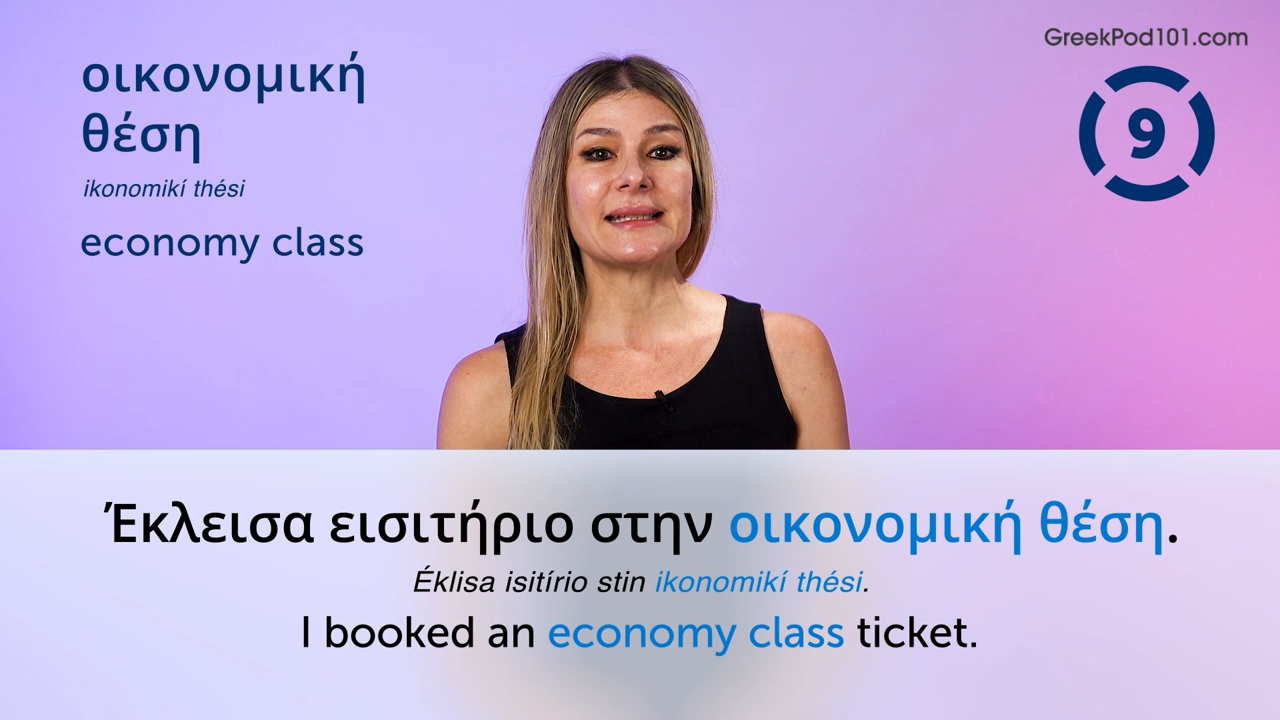 GreekPod101.com
οικονομική
θέση
ikonomikí thési
economy class
9
Έκλεισα εισιτήριο στην οικονομική θέση.
Éklisa isitírio stin ikonomikí thési.
I booked an economy class ticket.